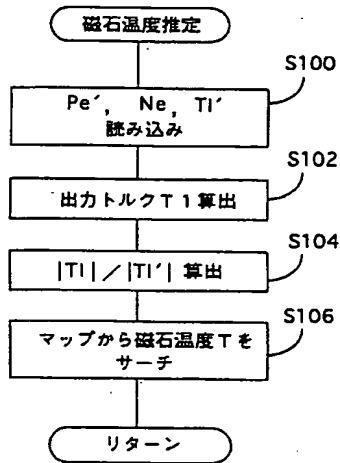 磁石温度推定
S100
Pe′, Ne, Tl′
読み込み
S102
出力トルクT1算出
S104
|Tl|/|Tl′| 算出
S106
マップから磁石温度Tを
サーチ
リターン